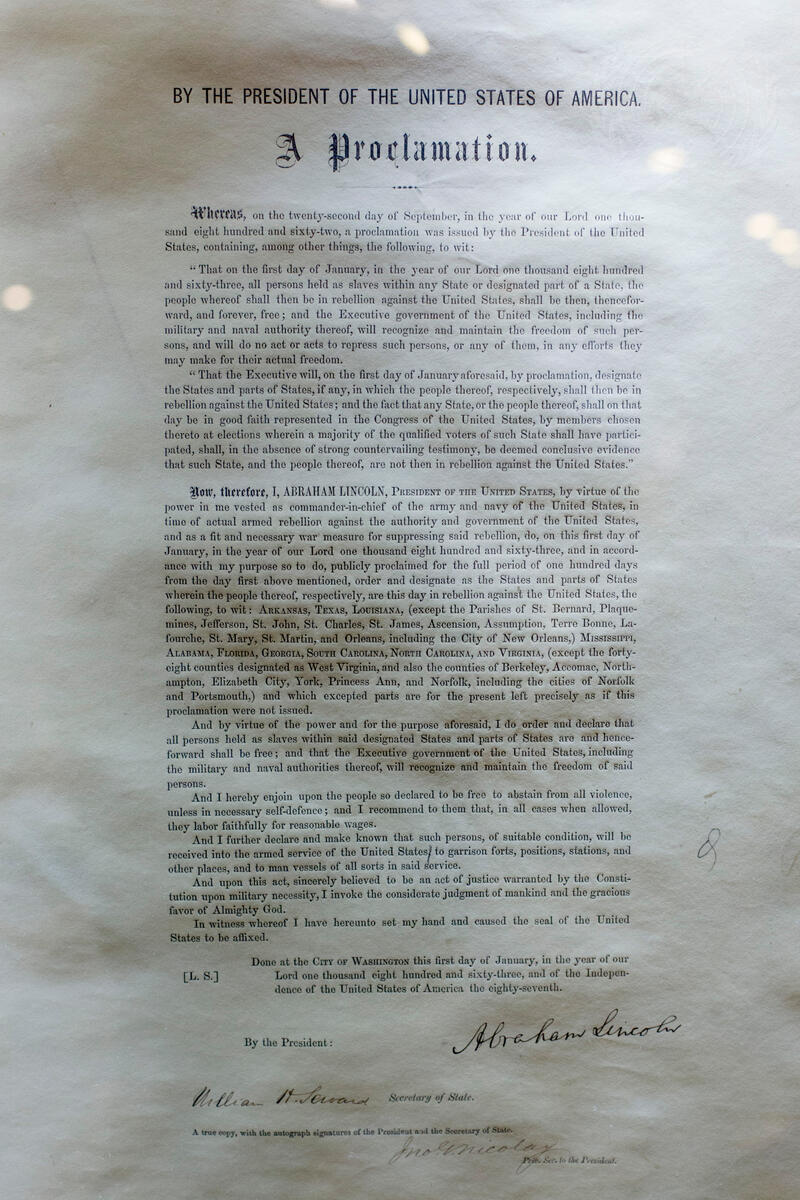 BY THE PRESIDENT OF THE UNITED STATES OF AMERICA.
A Proclamation.
Whereas, on the twenty-second day of September, in the year of our Lord one thou-
sand eight hundred and sixty-two, a proclamation was issued by the President of the United
States, containing, among other things, the following, to wit:
“ That on the first day of January, in the year of our Lord one thousand eight hundred
and sixty-three, all persons held as slaves within any State or designated part of a State, the
people whereof shall then be in rebellion against the United States, shall be then, thencefor-
ward, and forever, free; and the Executive government of the United States, including the
military and naval authority thereof, will recognize and maintain the freedom of such per-
sons, and will do no act or acts to repress such persons, or any of them, in any efforts they
may make for their actual freedom.
“ That the Executive will, on the first day of January aforesaid, by proclamation, designate
the States and parts of States, if any, in which the people thereof, respectively, shall then be in
rebellion against the United States; and the fact that any State, or the people thereof, shall on that
day be in good faith represented in the Congress of the United States, by members chosen
thereto at elections wherein a majority of the qualified voters of such State shall have partici-
pated, shall, in the absence of strong countervailing testimony, be deemed conclusive evidence
that such State, and the people thereof, are not then in rebellion against the United States.”
Now, therefore, I, ABRAHAM LINCOLN, PRESIDENT OF THE UNITED STATES, by virtue of the
power in me vested as commander-in-chief of the army and navy of the United States, in
time of actual armed rebellion against the authority and government of the United States,
and as a fit and necessary war measure for suppressing said rebellion, do, on this first day of
January, in the year of our Lord one thousand eight hundred and sixty-three, and in accord-
ance with my purpose so to do, publicly proclaimed for the full period of one hundred days
from the day first above mentioned, order and designate as the States and parts of States
wherein the people thereof, respectively, are this day in rebellion against the United States, the
following, to wit: ARKANSAS, TEXAS, LOUISIANA, (except the Parishes of St. Bernard, Plaque-
mines, Jefferson, St. John, St. Charles, St. James, Ascension, Assumption, Terre Bonne, La-
fourche, St. Mary, St. Martin, and Orleans, including the City of New Orleans,) MISSISSIPPI,
ALABAMA, FLORIDA, GEORGIA, SOUTH CAROLINA, NORTH CAROLINA, AND VIRGINIA, (except the forty-
eight counties designated as West Virginia, and also the counties of Berkeley, Accomac, North-
ampton, Elizabeth City, York, Princess Ann, and Norfolk, including the cities of Norfolk
and Portsmouth,) and which excepted parts are for the present left precisely as if this
proclamation were not issued.
And by virtue of the power and for the purpose aforesaid, I do order and declare that
all persons held as slaves within said designated States and parts of States are and hence-
forward shall be free; and that the Executive government of the United States, including
the military and naval authorities thereof, will recognize and maintain the freedom of said
persons.
And I hereby enjoin upon the people so declared to be free to abstain from all violence,
unless in necessary self-defence; and I recommend to them that, in all cases when allowed,
they labor faithfully for reasonable wages.
And I further declare and make known that such persons, of suitable condition, will be
received into the armed service of the United States, to garrison forts, positions, stations, and
other places, and to man vessels of all sorts in said service.
And upon this act, sincerely believed to be an act of justice warranted by the Consti-
tution upon military necessity, I invoke the considerate judgment of mankind and the gracious
favor of Almighty God.
In witness whereof I have hereunto set my hand and caused the seal of the United
States to be affixed.
Done at the CITY OF WASHINGTON this first day of January, in the year of our
[L. S.] Lord one thousand eight hundred and sixty-three, and of the Indepen-
dence of the United States of America the eighty-seventh.
By the President: Abraham Lincoln
William H. Seward Secretary of State.
A true copy, with the autograph signatures of the President and the Secretary of State.
Jno G Nicolay
Priv. Sec. to the President.